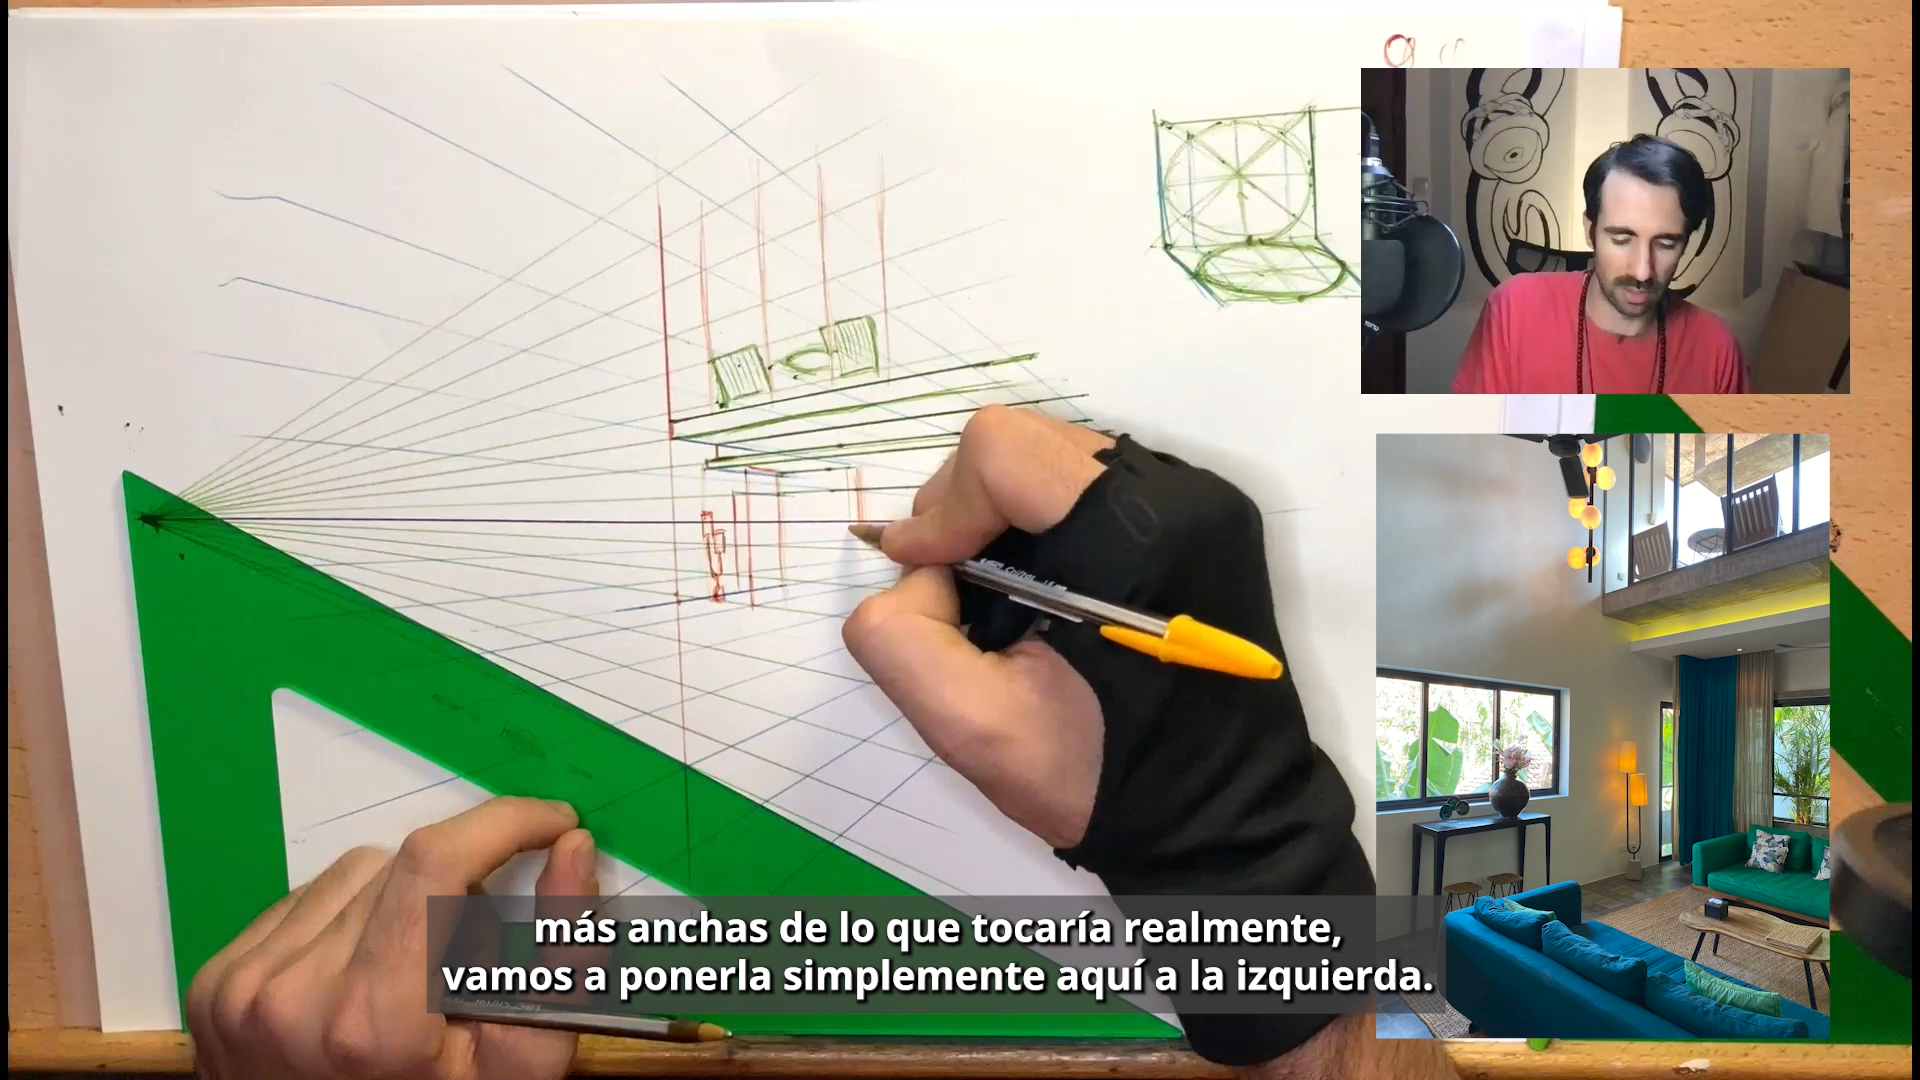 más anchas de lo que tocaría realmente,
vamos a ponerla simplemente aquí a la izquierda.